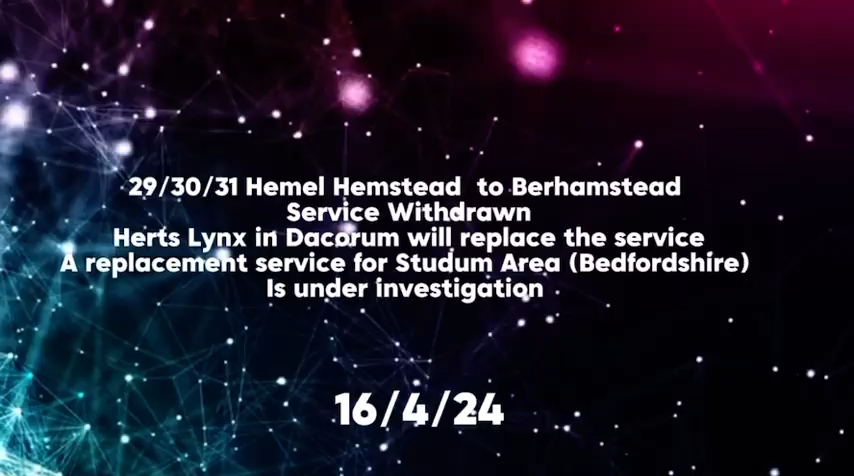 29/30/31 Hemel Hemstead to Berhamstead
Service Withdrawn
Herts Lynx in Dacorum will replace the service
A replacement service for Studum Area (Bedfordshire)
Is under investigation
16/4/24